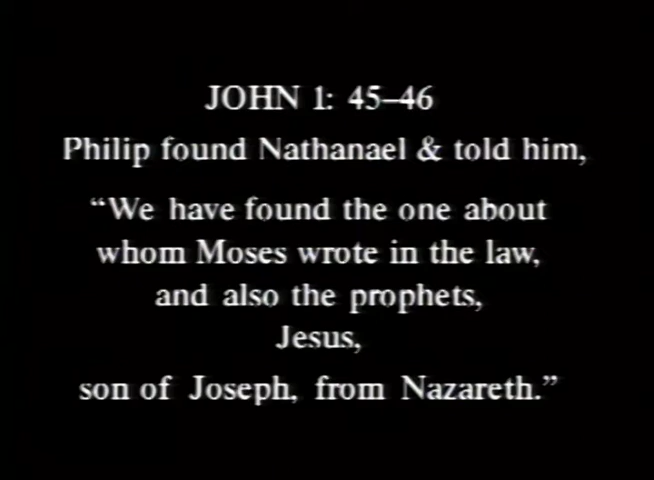 JOHN 1: 45–46
Philip found Nathanael & told him,
“We have found the one about
whom Moses wrote in the law,
and also the prophets,
Jesus,
son of Joseph, from Nazareth.”